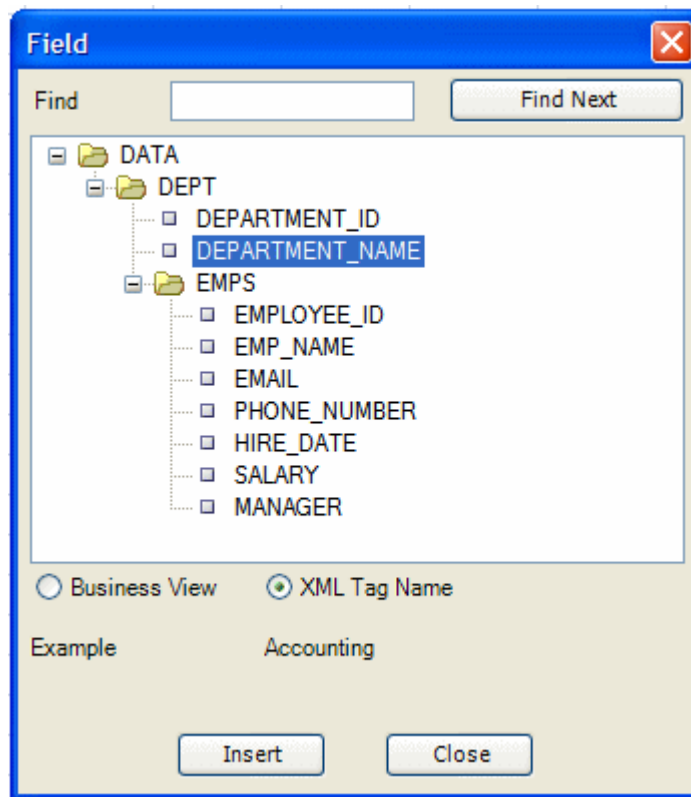 Field
Find Find Next
DATA
DEPT
DEPARTMENT_ID
DEPARTMENT_NAME
EMPS
EMPLOYEE_ID
EMP_NAME
EMAIL
PHONE_NUMBER
HIRE_DATE
SALARY
MANAGER
Business View XML Tag Name
Example Accounting
Insert Close